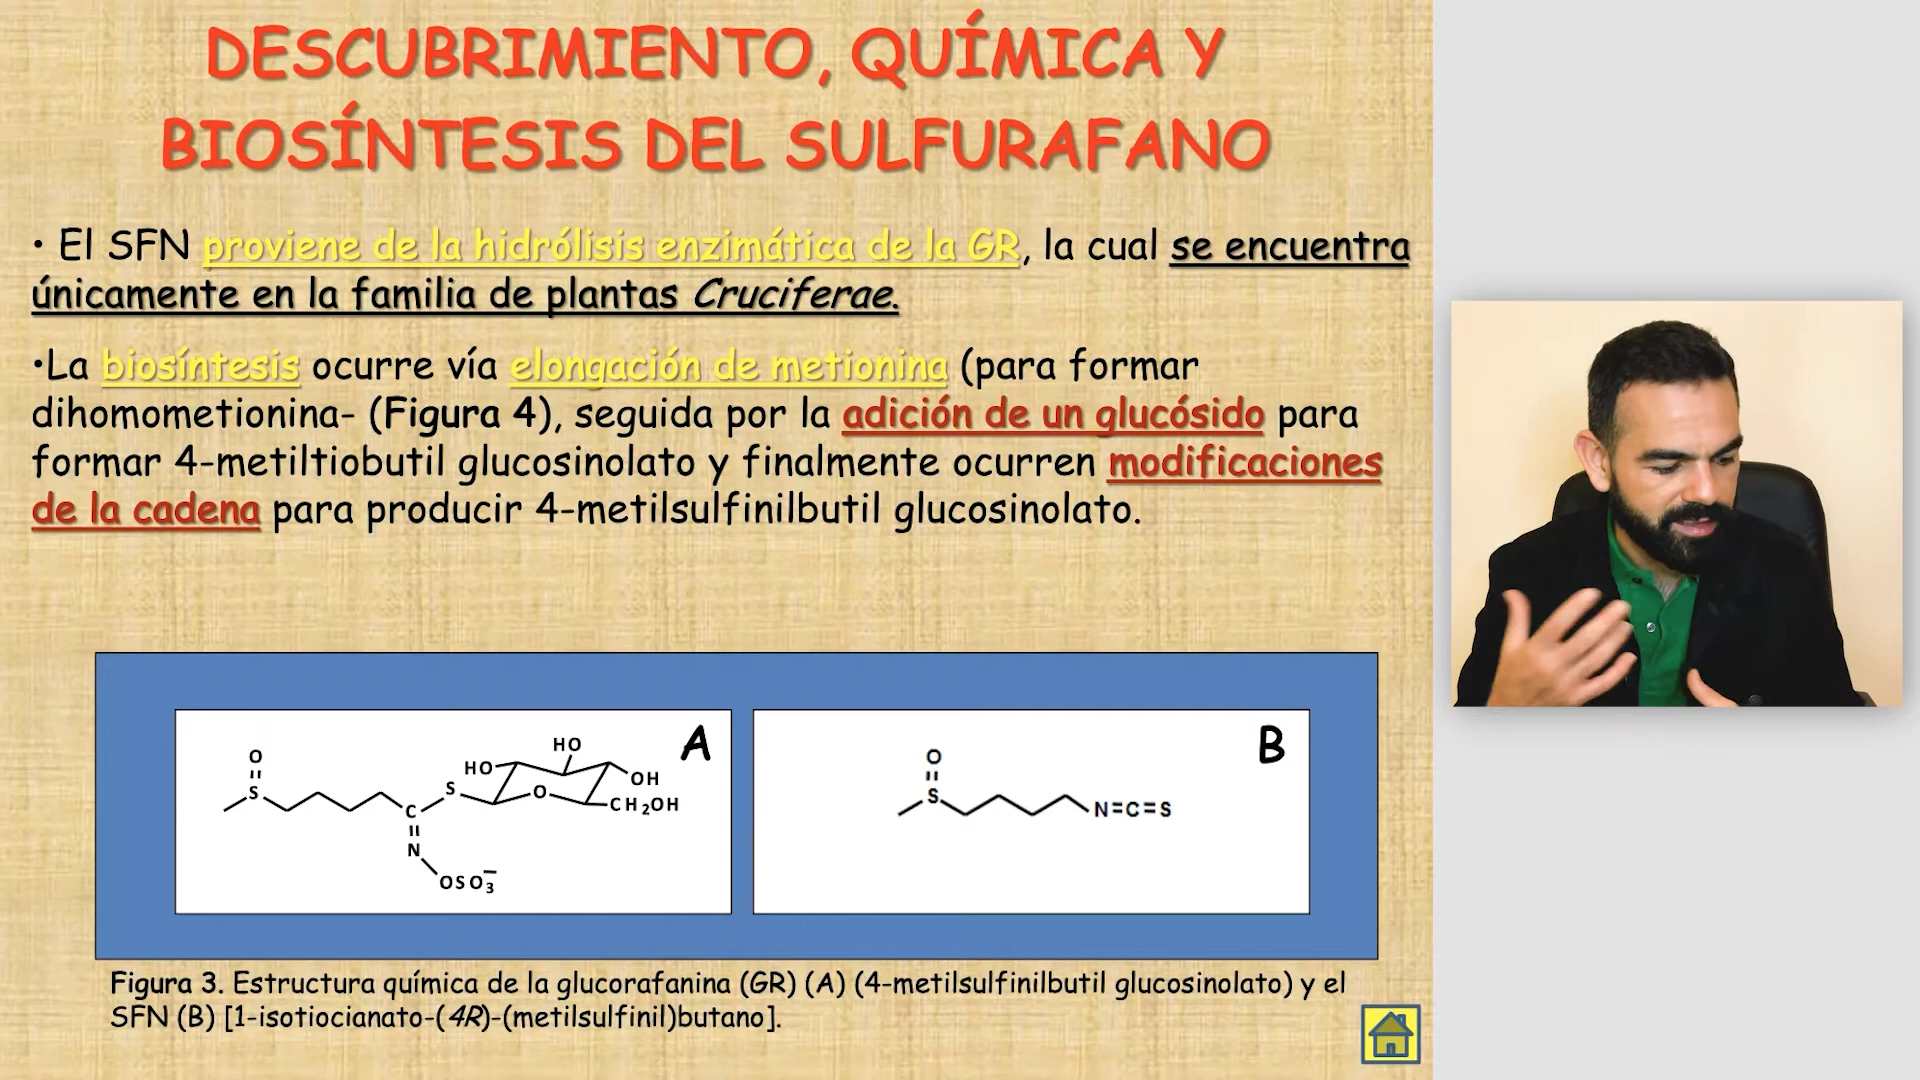 DESCUBRIMIENTO, QUÍMICA Y
BIOSÍNTESIS DEL SULFURAFANO
• El SFN proviene de la hidrólisis enzimática de la GR, la cual se encuentra
únicamente en la familia de plantas Cruciferae.
•La biosíntesis ocurre vía elongación de metionina (para formar
dihomometionina- (Figura 4), seguida por la adición de un glucósido para
formar 4-metiltiobutil glucosinolato y finalmente ocurren modificaciones
de la cadena para producir 4-metilsulfinilbutil glucosinolato.
A
O
S
C
N
OSO3−
S
HO
HO
OH
O
CH2OH
B
O
S
N=C=S
Figura 3. Estructura química de la glucorafanina (GR) (A) (4-metilsulfinilbutil glucosinolato) y el
SFN (B) [1-isotiocianato-(4R)-(metilsulfinil)butano].